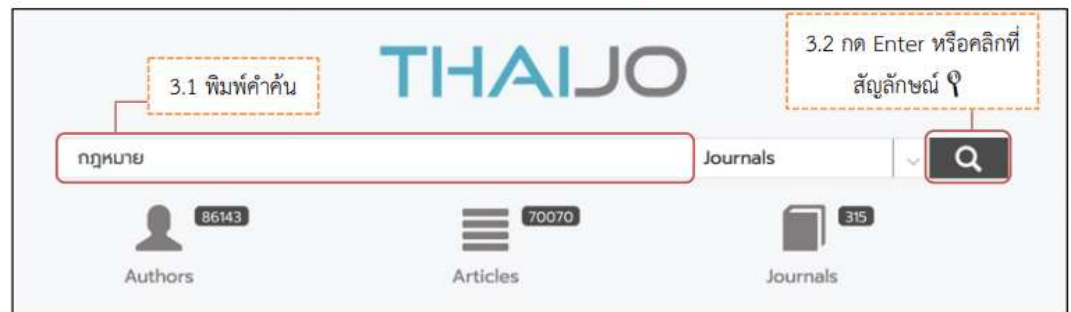 THAIJO
3.1 พิมพ์คำค้น
3.2 กด Enter หรือคลิกที่
สัญลักษณ์
กฎหมาย
Journals
86143
70070
315
Authors
Articles
Journals